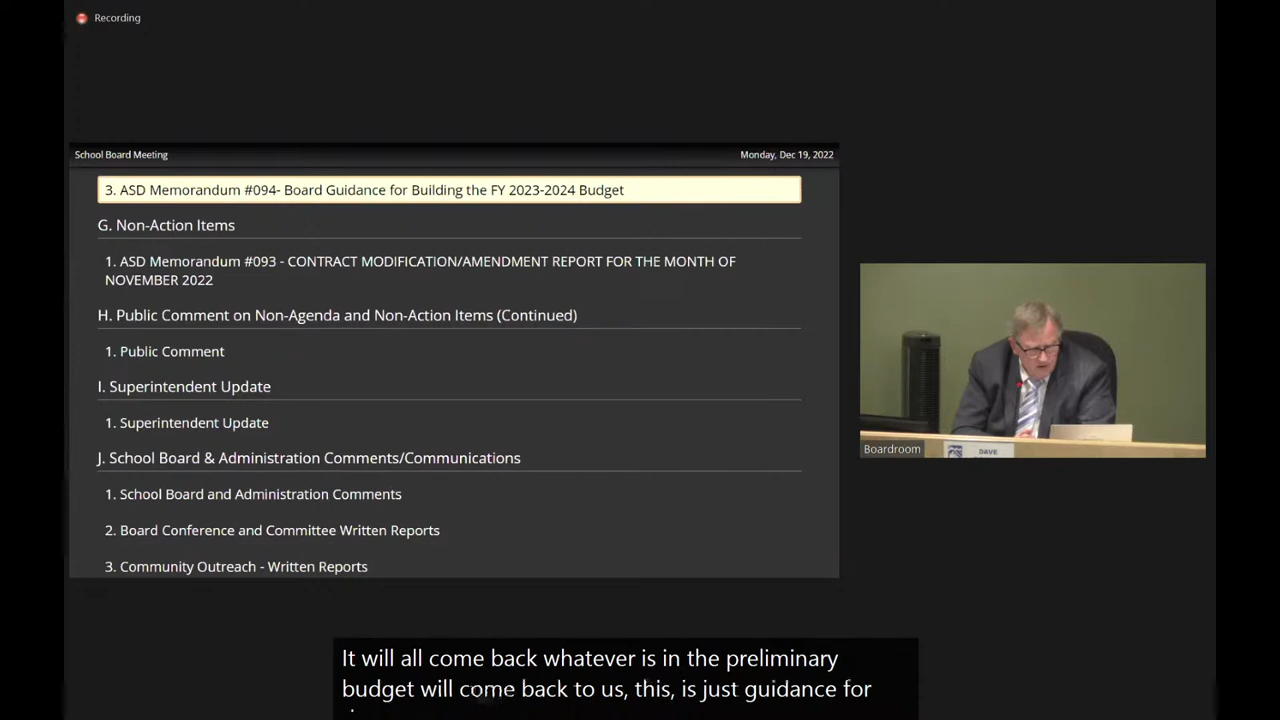 Recording
School Board Meeting
Monday, Dec 19, 2022
3. ASD Memorandum #094- Board Guidance for Building the FY 2023-2024 Budget
G. Non-Action Items
1. ASD Memorandum #093 - CONTRACT MODIFICATION/AMENDMENT REPORT FOR THE MONTH OF
NOVEMBER 2022
H. Public Comment on Non-Agenda and Non-Action Items (Continued)
1. Public Comment
I. Superintendent Update
1. Superintendent Update
J. School Board & Administration Comments/Communications
1. School Board and Administration Comments
2. Board Conference and Committee Written Reports
3. Community Outreach - Written Reports
Boardroom
DAVE
It will all come back whatever is in the preliminary
budget will come back to us, this, is just guidance for